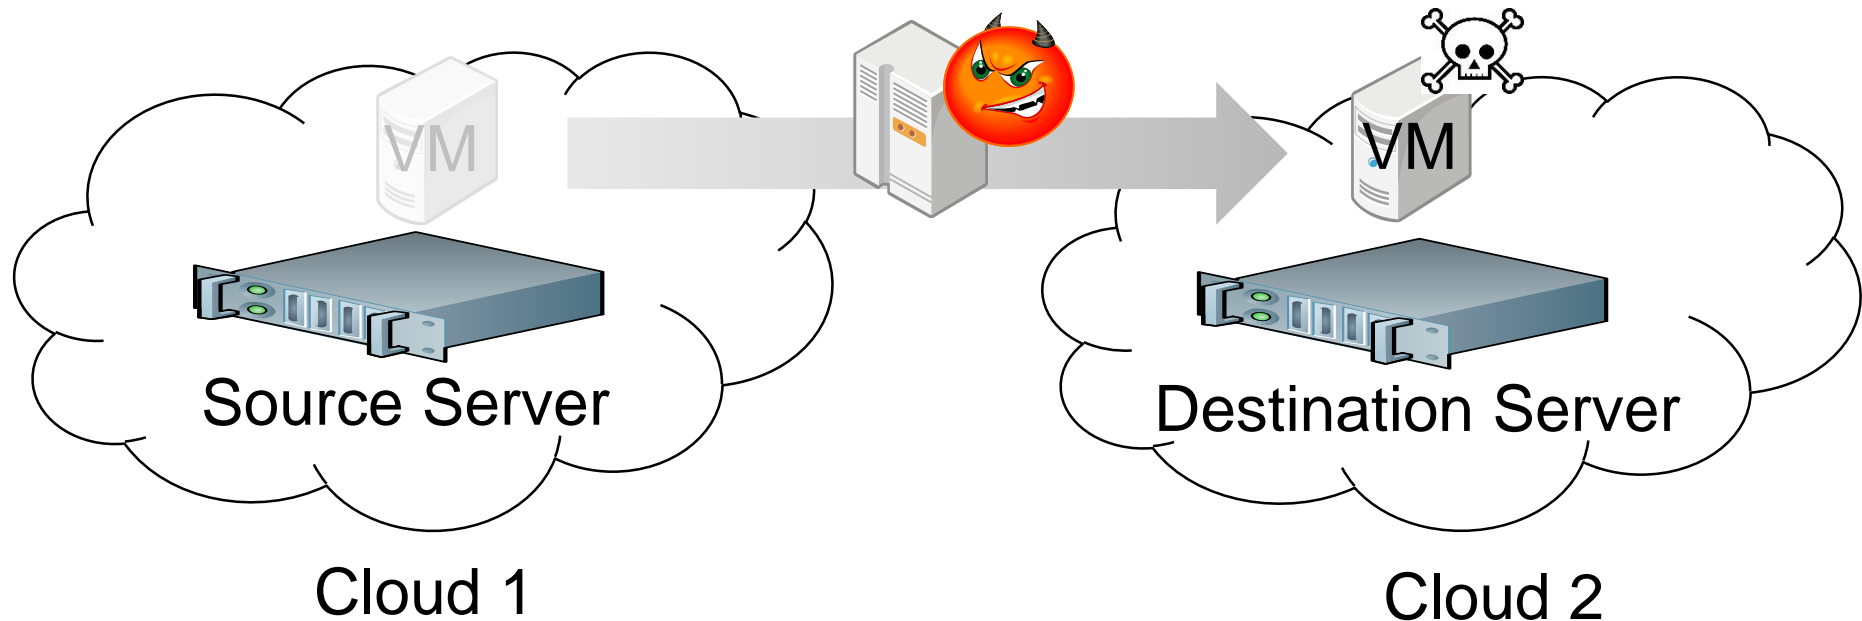 VM
VM
Source Server
Destination Server
Cloud 1
Cloud 2